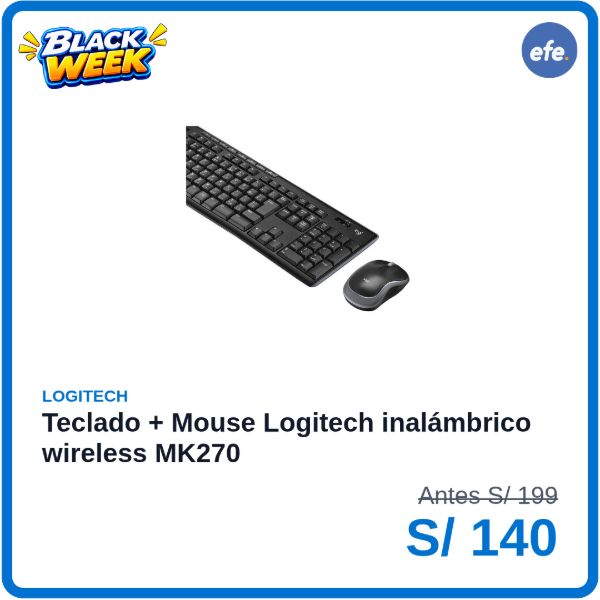 BLACK
WEEK
efe.
LOGITECH
Teclado + Mouse Logitech inalámbrico
wireless MK270
Antes S/ 199
S/ 140